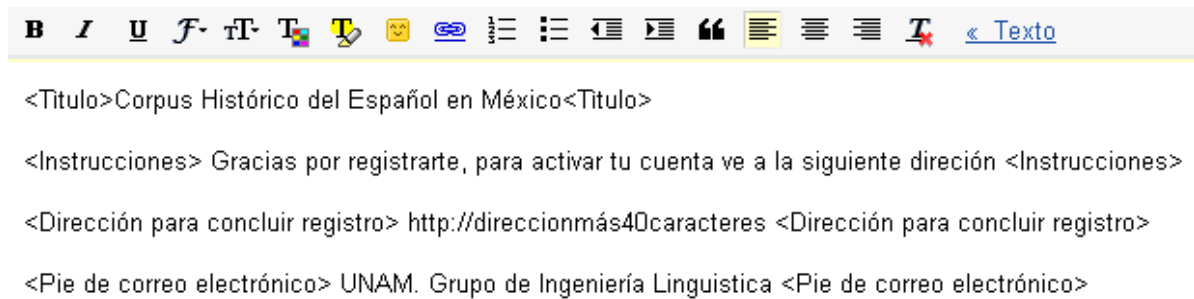 B I U F T T T « Texto
<Titulo>Corpus Histórico del Español en México<Titulo>
<Instrucciones> Gracias por registrarte, para activar tu cuenta ve a la siguiente direción <Instrucciones>
<Dirección para concluir registro> http://direccionmás40caracteres <Dirección para concluir registro>
<Pie de correo electrónico> UNAM. Grupo de Ingeniería Linguistica <Pie de correo electrónico>